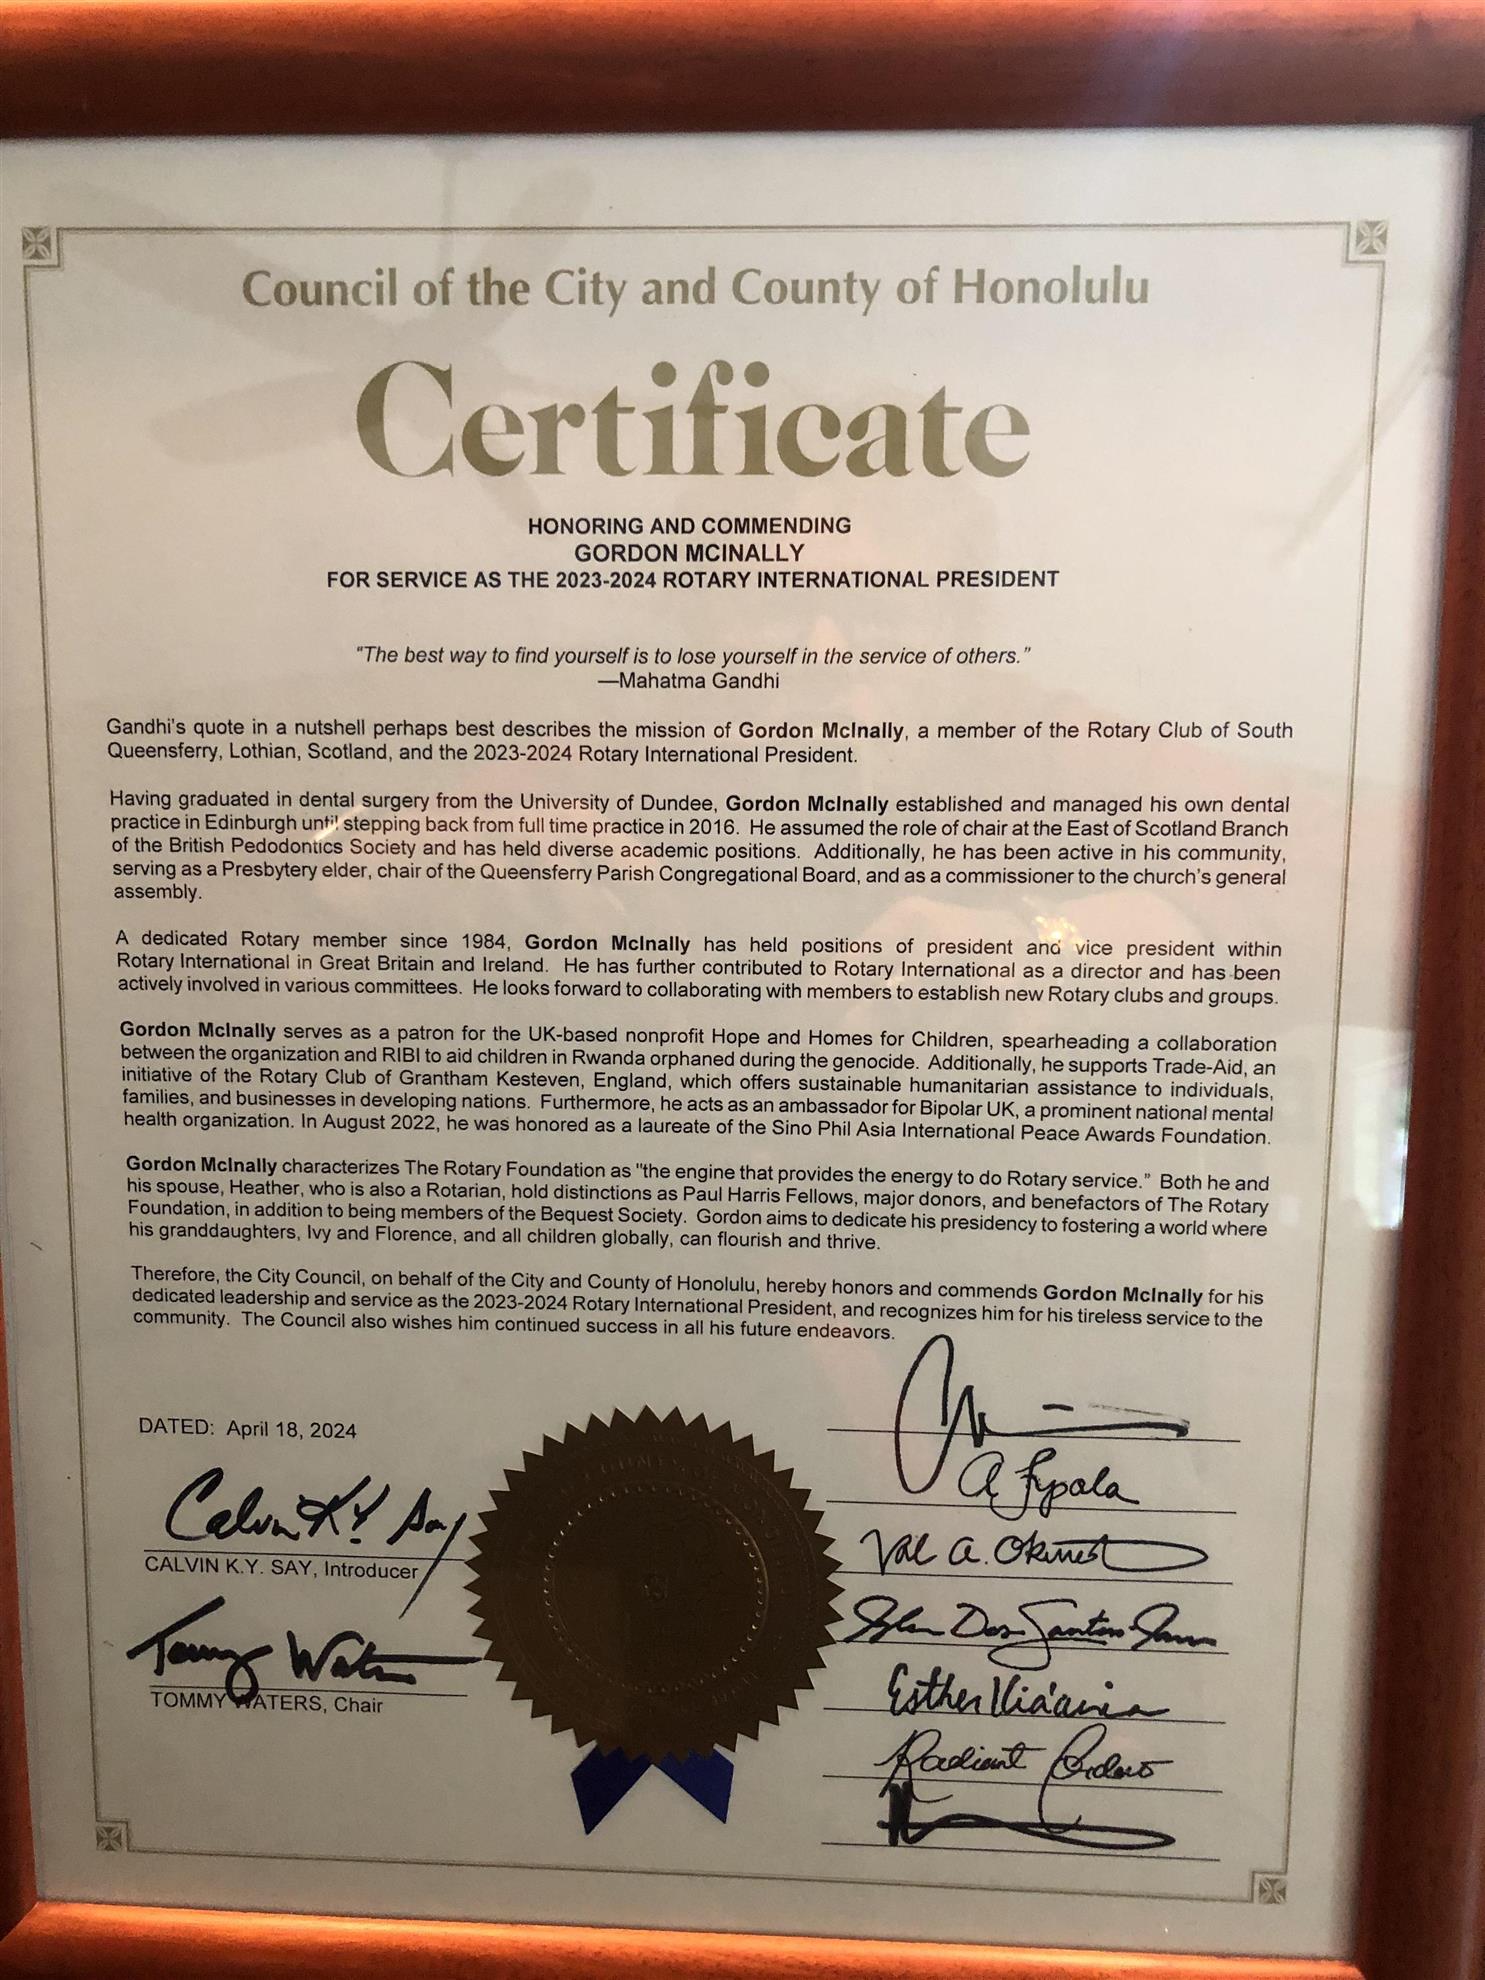 Council of the City and County of Honolulu
Certificate
HONORING AND COMMENDING
GORDON MCINALLY
FOR SERVICE AS THE 2023-2024 ROTARY INTERNATIONAL PRESIDENT
"The best way to find yourself is to lose yourself in the service of others."
—Mahatma Gandhi
Gandhi's quote in a nutshell perhaps best describes the mission of Gordon McInally, a member of the Rotary Club of South
Queensferry, Lothian, Scotland, and the 2023-2024 Rotary International President.
Having graduated in dental surgery from the University of Dundee, Gordon McInally established and managed his own dental
practice in Edinburgh until stepping back from full time practice in 2016. He assumed the role of chair at the East of Scotland Branch
of the British Pedodontics Society and has held diverse academic positions. Additionally, he has been active in his community,
serving as a Presbytery elder, chair of the Queensferry Parish Congregational Board, and as a commissioner to the church's general
assembly.
A dedicated Rotary member since 1984, Gordon McInally has held positions of president and vice president within
Rotary International in Great Britain and Ireland. He has further contributed to Rotary International as a director and has been
actively involved in various committees. He looks forward to collaborating with members to establish new Rotary clubs and groups.
Gordon McInally serves as a patron for the UK-based nonprofit Hope and Homes for Children, spearheading a collaboration
between the organization and RIBI to aid children in Rwanda orphaned during the genocide. Additionally, he supports Trade-Aid, an
initiative of the Rotary Club of Grantham Kesteven, England, which offers sustainable humanitarian assistance to individuals,
families, and businesses in developing nations. Furthermore, he acts as an ambassador for Bipolar UK, a prominent national mental
health organization. In August 2022, he was honored as a laureate of the Sino Phil Asia International Peace Awards Foundation.
Gordon McInally characterizes The Rotary Foundation as "the engine that provides the energy to do Rotary service." Both he and
his spouse, Heather, who is also a Rotarian, hold distinctions as Paul Harris Fellows, major donors, and benefactors of The Rotary
Foundation, in addition to being members of the Bequest Society. Gordon aims to dedicate his presidency to fostering a world where
his granddaughters, Ivy and Florence, and all children globally, can flourish and thrive.
Therefore, the City Council, on behalf of the City and County of Honolulu, hereby honors and commends Gordon McInally for his
dedicated leadership and service as the 2023-2024 Rotary International President, and recognizes him for his tireless service to the
community. The Council also wishes him continued success in all his future endeavors.
DATED: April 18, 2024
Calvin K.Y. Say
CALVIN K.Y. SAY, Introducer
Tommy Waters
TOMMY WATERS, Chair
Val A. Okimoto
Esther Kia'aina
Radiant Cordero